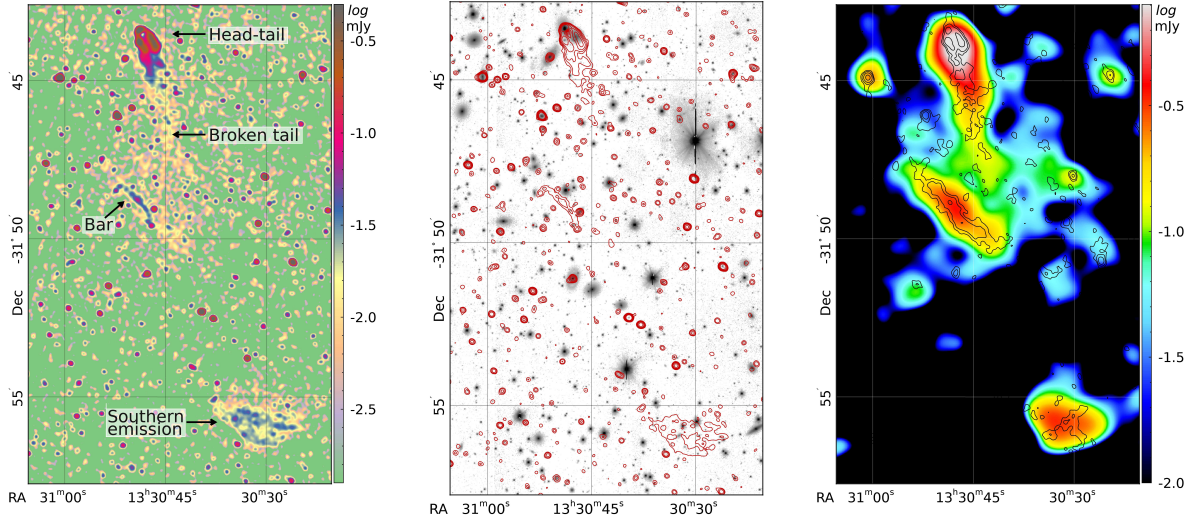 log
mJy
-0.5
-1.0
-1.5
-2.0
-2.5
Head-tail
Broken tail
Bar
Southern
emission
45′
-31° 50′
55′
Dec
RA 31ᵐ00ˢ 13ʰ30ᵐ45ˢ 30ᵐ30ˢ
45′
-31° 50′
55′
Dec
RA 31ᵐ00ˢ 13ʰ30ᵐ45ˢ 30ᵐ30ˢ
45′
-31° 50′
55′
Dec
RA 31ᵐ00ˢ 13ʰ30ᵐ45ˢ 30ᵐ30ˢ
log
mJy
-0.5
-1.0
-1.5
-2.0